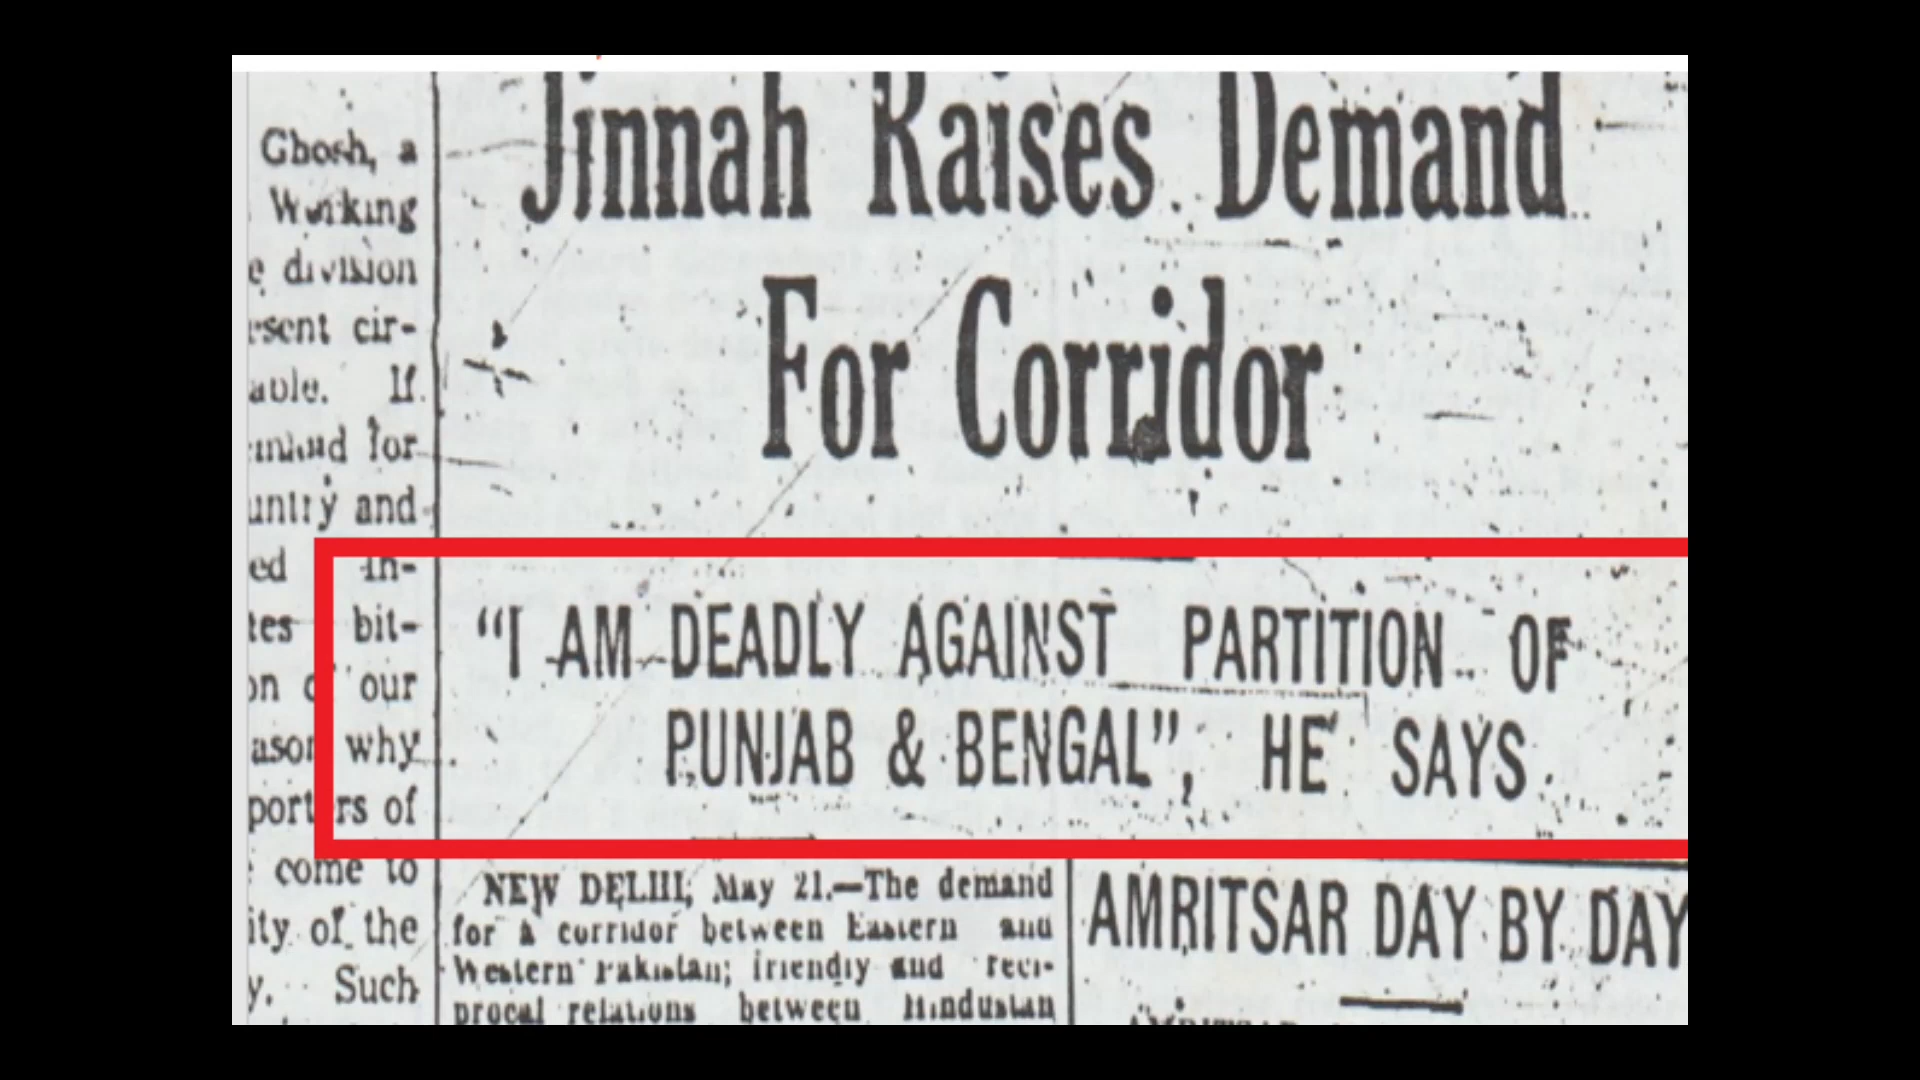 Jinnah Raises Demand
For Corridor
"I AM DEADLY AGAINST PARTITION OF
PUNJAB & BENGAL", HE SAYS
Ghosh, a
Working
e division
esent cir-
able. If
for
untry and
ed in-
tes bit-
on our
ason why
porters of
come to
ity of the
y. Such
NEW DELHI, May 21.—The demand
for a corridor between Eastern and
Western Pakistan; friendly and reci-
procal relations between Hindustan
AMRITSAR DAY BY DAY